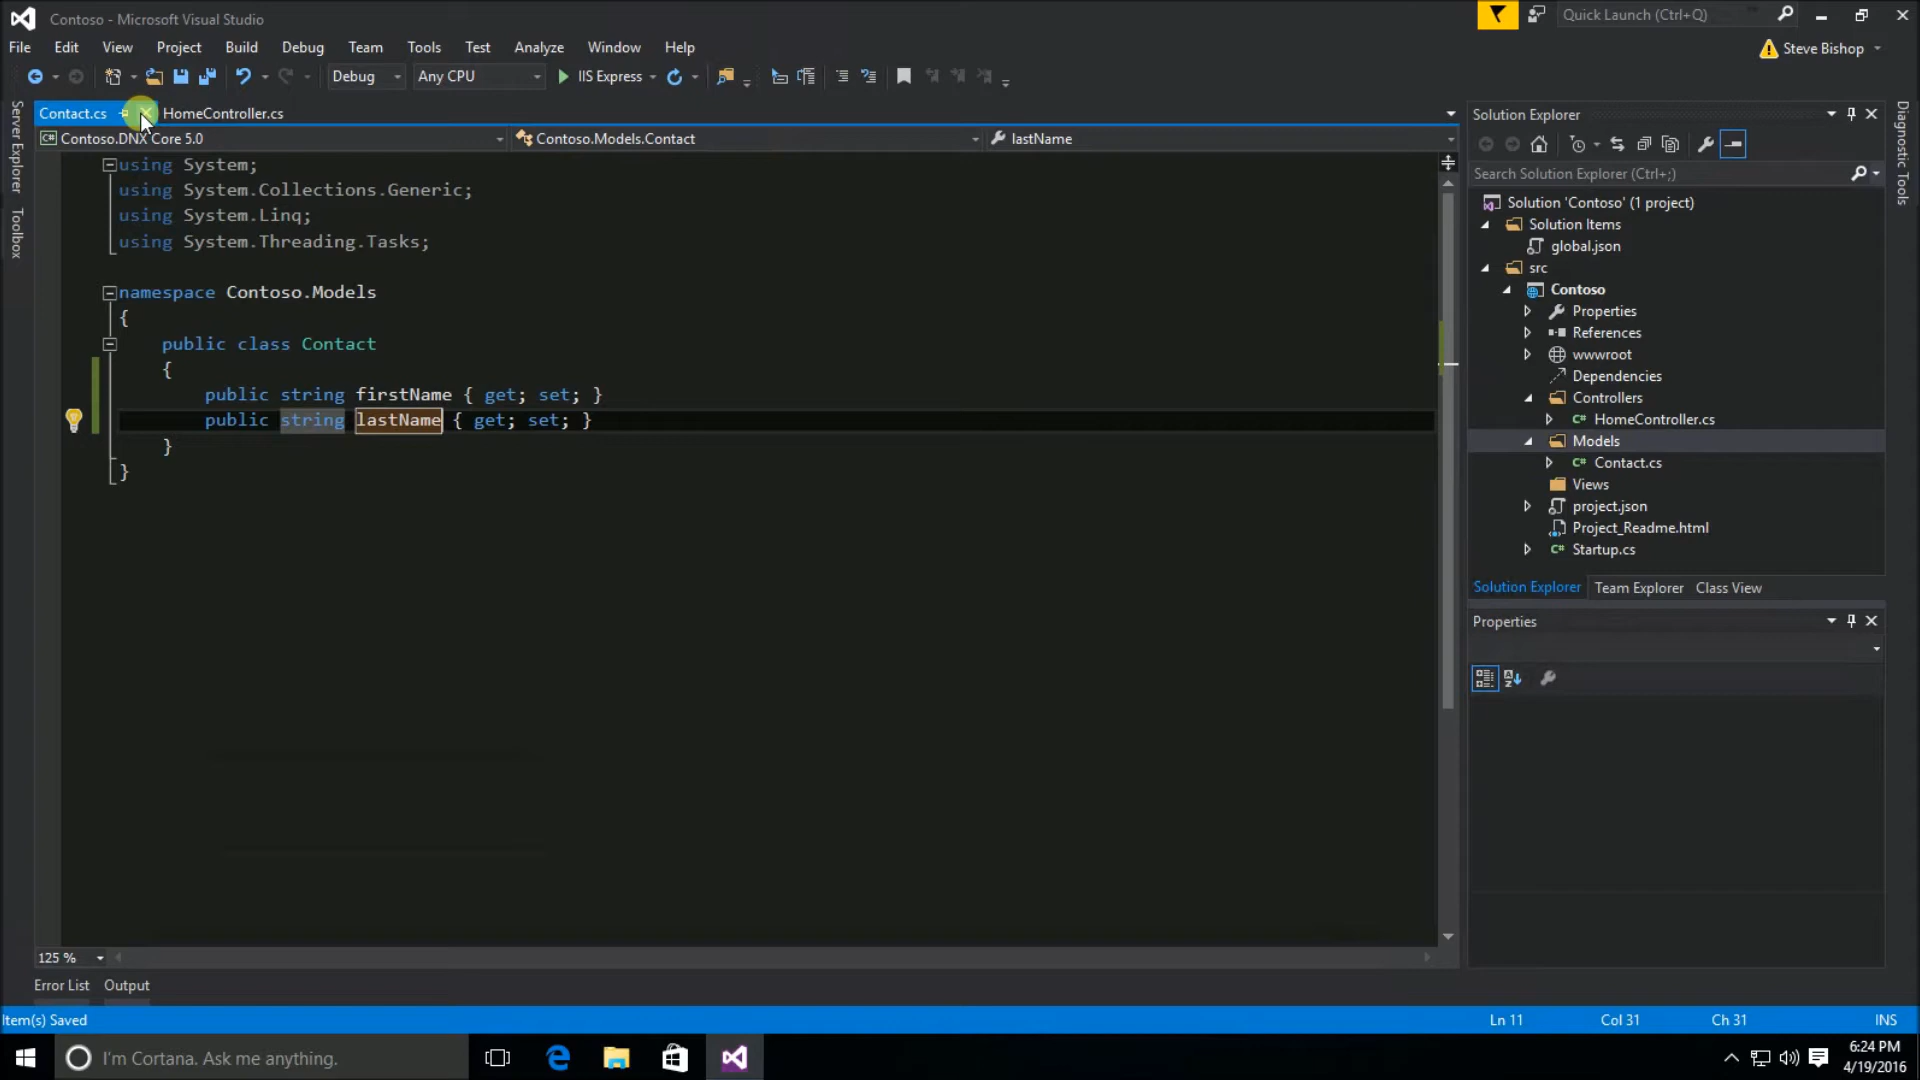 Contoso - Microsoft Visual Studio
Quick Launch (Ctrl+Q)
File Edit View Project Build Debug Team Tools Test Analyze Window Help
Steve Bishop
Debug Any CPU IIS Express
Contact.cs HomeController.cs
Contoso.DNX Core 5.0 Contoso.Models.Contact lastName
Server Explorer
Toolbox
using System;
using System.Collections.Generic;
using System.Linq;
using System.Threading.Tasks;
namespace Contoso.Models
{
public class Contact
{
public string firstName { get; set; }
public string lastName { get; set; }
}
}
125 %
Error List Output
Solution Explorer
Search Solution Explorer (Ctrl+;)
Solution 'Contoso' (1 project)
Solution Items
global.json
src
Contoso
Properties
References
wwwroot
Dependencies
Controllers
C# HomeController.cs
Models
C# Contact.cs
Views
project.json
Project_Readme.html
C# Startup.cs
Solution Explorer Team Explorer Class View
Properties
Diagnostic Tools
Item(s) Saved
Ln 11 Col 31 Ch 31 INS
I'm Cortana. Ask me anything.
6:24 PM
4/19/2016